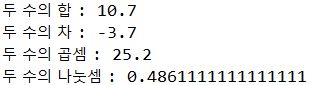 두 수의 합 : 10.7
두 수의 차 : -3.7
두 수의 곱셈 : 25.2
두 수의 나눗셈 : 0.4861111111111111